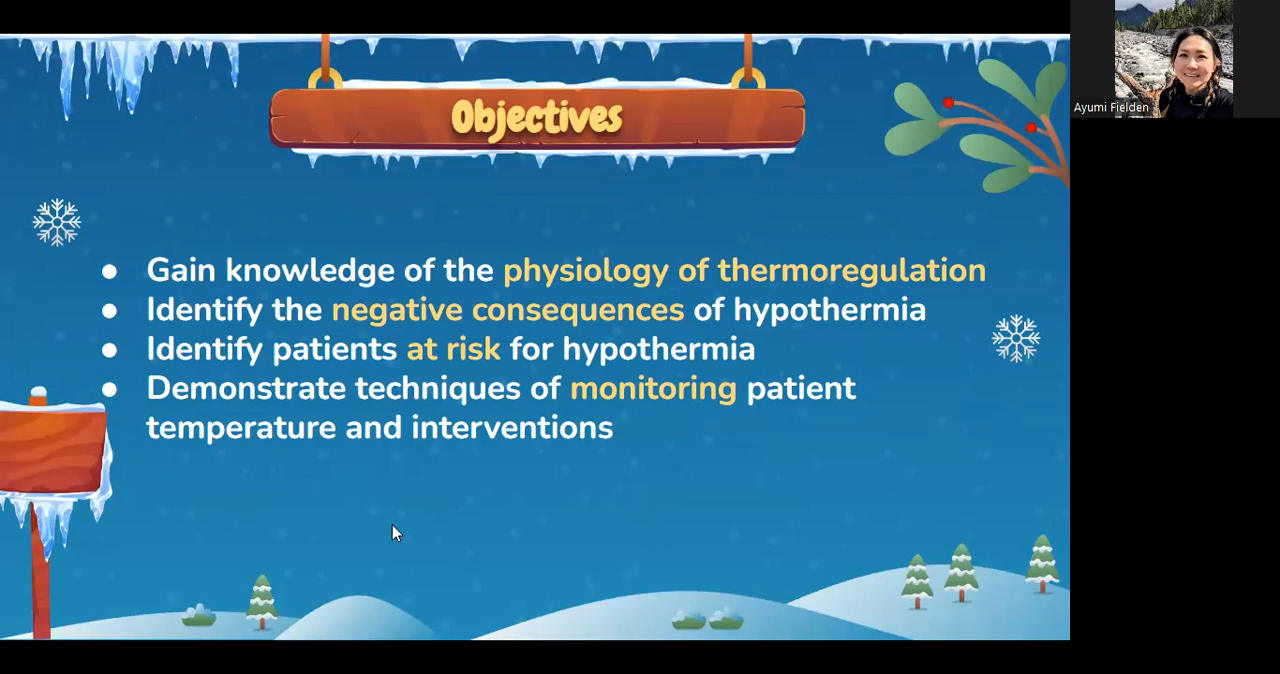 Objectives
● Gain knowledge of the physiology of thermoregulation
● Identify the negative consequences of hypothermia
● Identify patients at risk for hypothermia
● Demonstrate techniques of monitoring patient
temperature and interventions
Ayumi Fielden